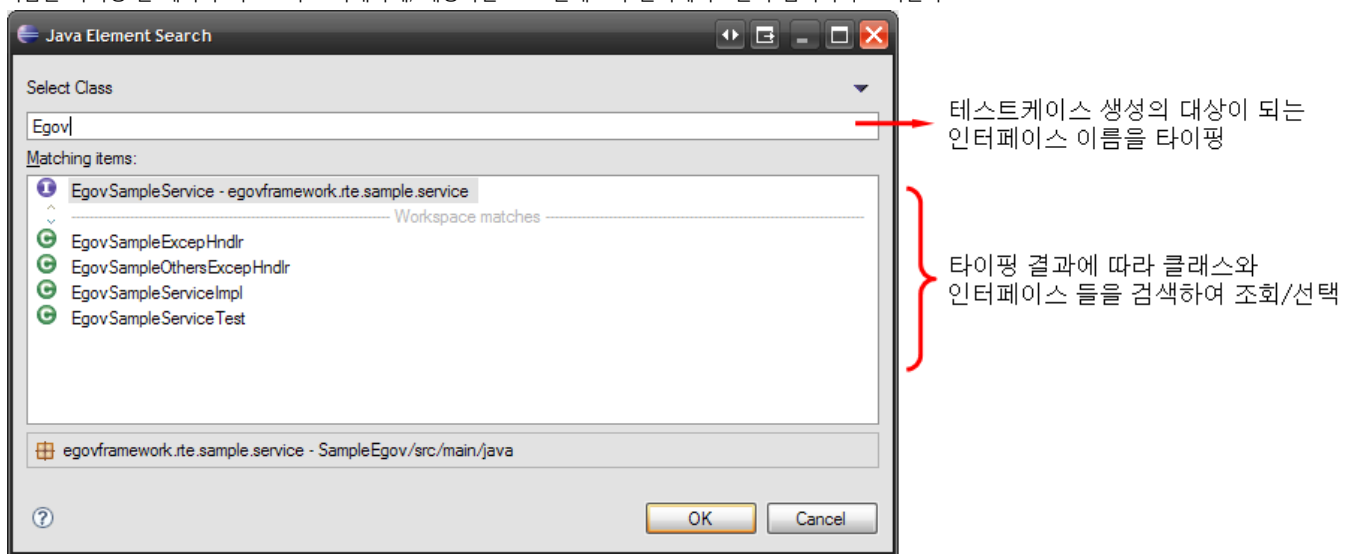 Java Element Search
Select Class
Egov
테스트케이스 생성의 대상이 되는
인터페이스 이름을 타이핑
Matching items:
EgovSampleService - egovframework.rte.sample.service
Workspace matches
EgovSampleExcepHndlr
EgovSampleOthersExcepHndlr
EgovSampleServiceImpl
EgovSampleServiceTest
타이핑 결과에 따라 클래스와
인터페이스 들을 검색하여 조회/선택
egovframework.rte.sample.service - SampleEgov/src/main/java
OK
Cancel